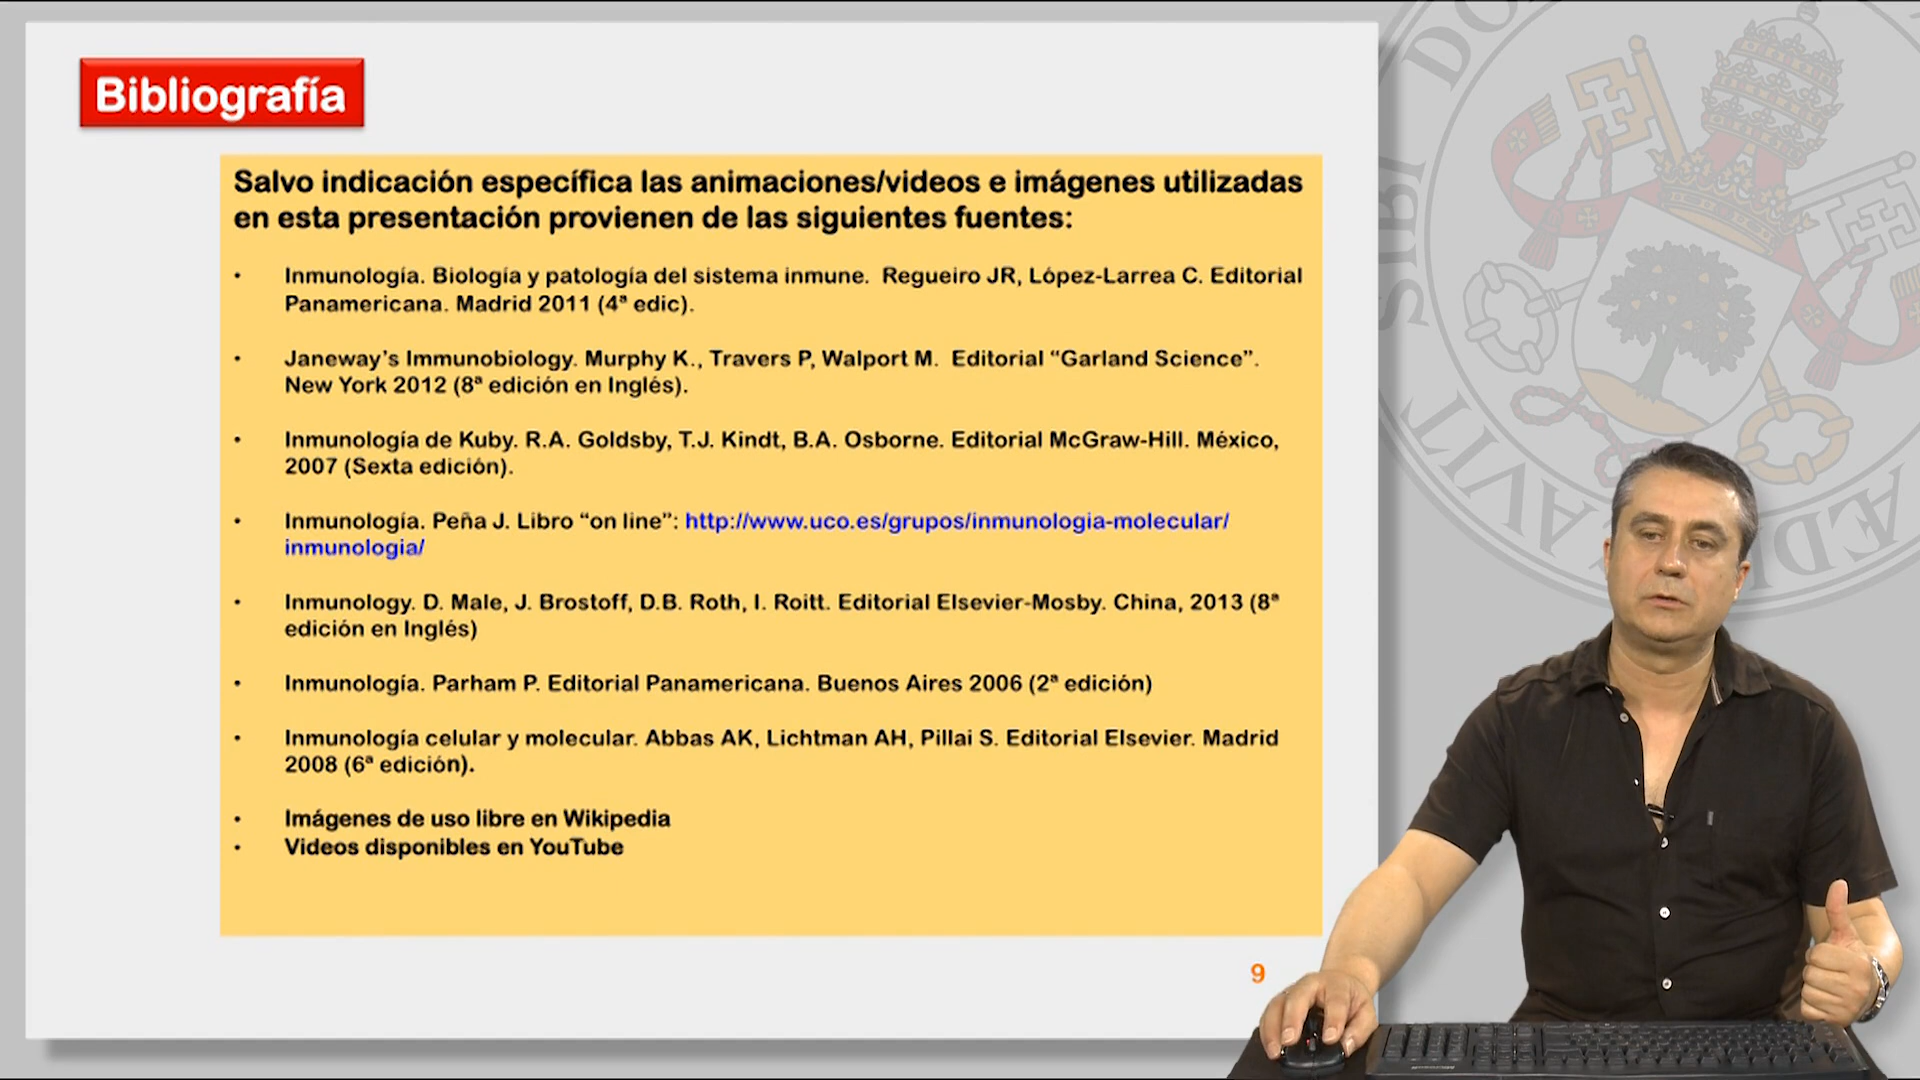 Bibliografía
Salvo indicación específica las animaciones/videos e imágenes utilizadas
en esta presentación provienen de las siguientes fuentes:
• Inmunología. Biología y patología del sistema inmune. Regueiro JR, López-Larrea C. Editorial
Panamericana. Madrid 2011 (4ª edic).
• Janeway’s Immunobiology. Murphy K., Travers P, Walport M. Editorial “Garland Science”.
New York 2012 (8ª edición en Inglés).
• Inmunología de Kuby. R.A. Goldsby, T.J. Kindt, B.A. Osborne. Editorial McGraw-Hill. México,
2007 (Sexta edición).
• Inmunología. Peña J. Libro “on line”: http://www.uco.es/grupos/inmunologia-molecular/
inmunologia/
• Inmunology. D. Male, J. Brostoff, D.B. Roth, I. Roitt. Editorial Elsevier-Mosby. China, 2013 (8ª
edición en Inglés)
• Inmunología. Parham P. Editorial Panamericana. Buenos Aires 2006 (2ª edición)
• Inmunología celular y molecular. Abbas AK, Lichtman AH, Pillai S. Editorial Elsevier. Madrid
2008 (6ª edición).
• Imágenes de uso libre en Wikipedia
• Videos disponibles en YouTube
9
SIBI